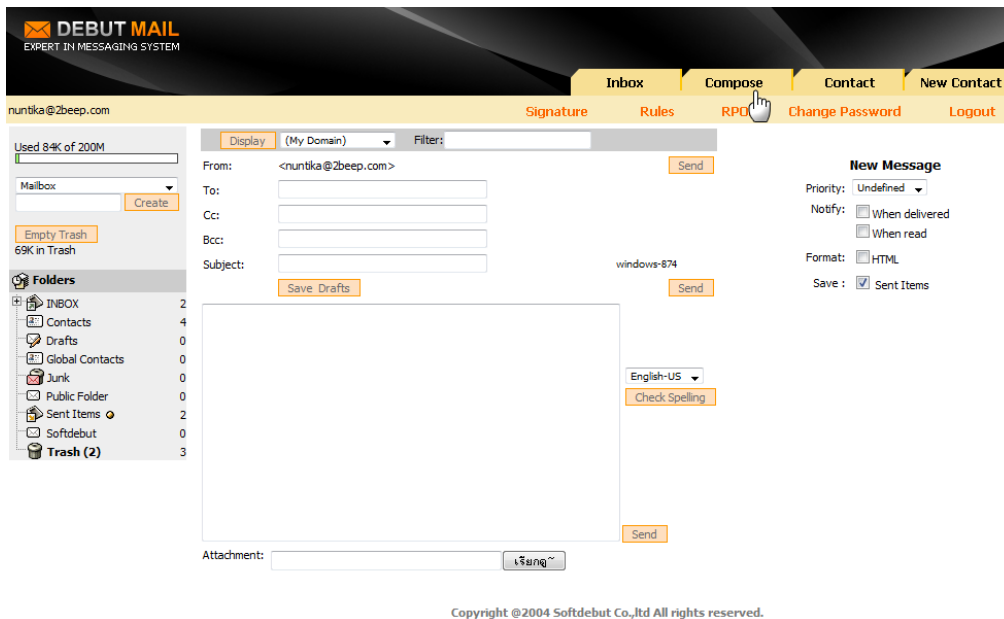 DEBUT MAIL
EXPERT IN MESSAGING SYSTEM
Inbox Compose Contact New Contact
nuntika@2beep.com Signature Rules Change Password Logout
Used 84K of 200M
Mailbox
Create
Empty Trash
69K in Trash
Folders
INBOX 2
Contacts 4
Drafts 0
Global Contacts 0
Junk 0
Public Folder 0
Sent Items 2
Softdebut 0
Trash (2) 3
Display (My Domain) Filter:
From: <nuntika@2beep.com> Send
To:
Cc:
Bcc:
Subject: windows-874
Save Drafts Send
English-US
Check Spelling
Send
Attachment: เรียกดู~
New Message
Priority: Undefined
Notify: When delivered
When read
Format: HTML
Save : Sent Items
Copyright @2004 Softdebut Co.,ltd All rights reserved.